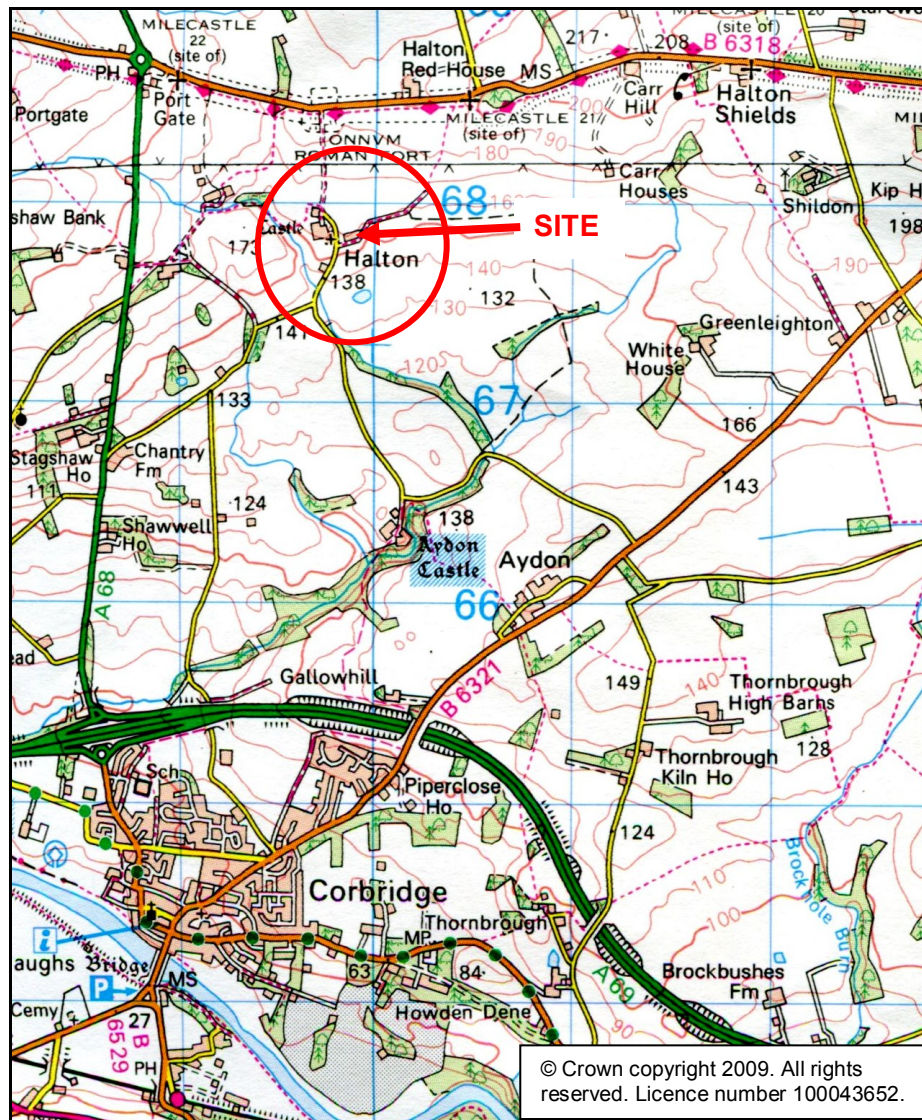 MILECASTLE
22
(site of)
PH
Port
Gate
Portgate
Halton
Red House
MS
217
208
B 6318
MILECASTLE
(site of)
Carr
Hill
Halton
Shields
MILECASTLE 21
(site of)
200
190
180
ONNVM
ROMAN FORT
Carr
Houses
68
Shildon
Kip H
198
shaw Bank
Castle
173
SITE
Halton
138
140
130
132
190
141
Greenleighton
White
House
120
67
133
166
Stagshaw
Ho
Chantry
Fm
111
124
143
Shawwell
Ho
138
Aydon
Castle
Aydon
A 68
66
ead
Gallowhill
B 6321
149
140
Thornbrough
High Barns
128
Thornbrough
Kiln Ho
Sch
Piperclose
Ho
124
Brockhole Burn
110
100
Corbridge
Thornbrough
MP
63
84
A69
Brockbushes
Fm
i
aughs
Bridge
MS
P
Cemy
27
B 6529
PH
Howden Dene
90
© Crown copyright 2009. All rights
reserved. Licence number 100043652.